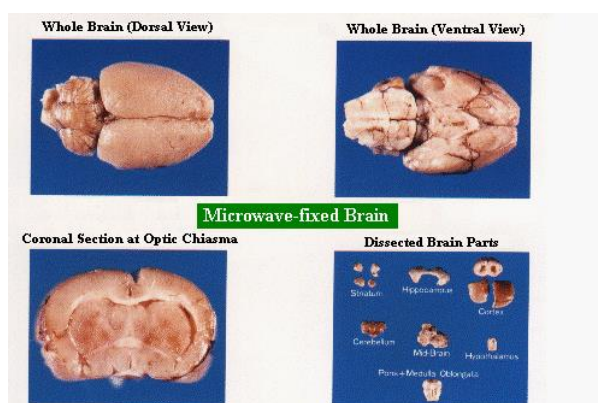 Whole Brain (Dorsal View)
Whole Brain (Ventral View)
Microwave-fixed Brain
Coronal Section at Optic Chiasma
Dissected Brain Parts
Striatum
Hippocampus
Cortex
Cerebellum
Mid-Brain
Hypothalamus
Pons+Medulla Oblongata